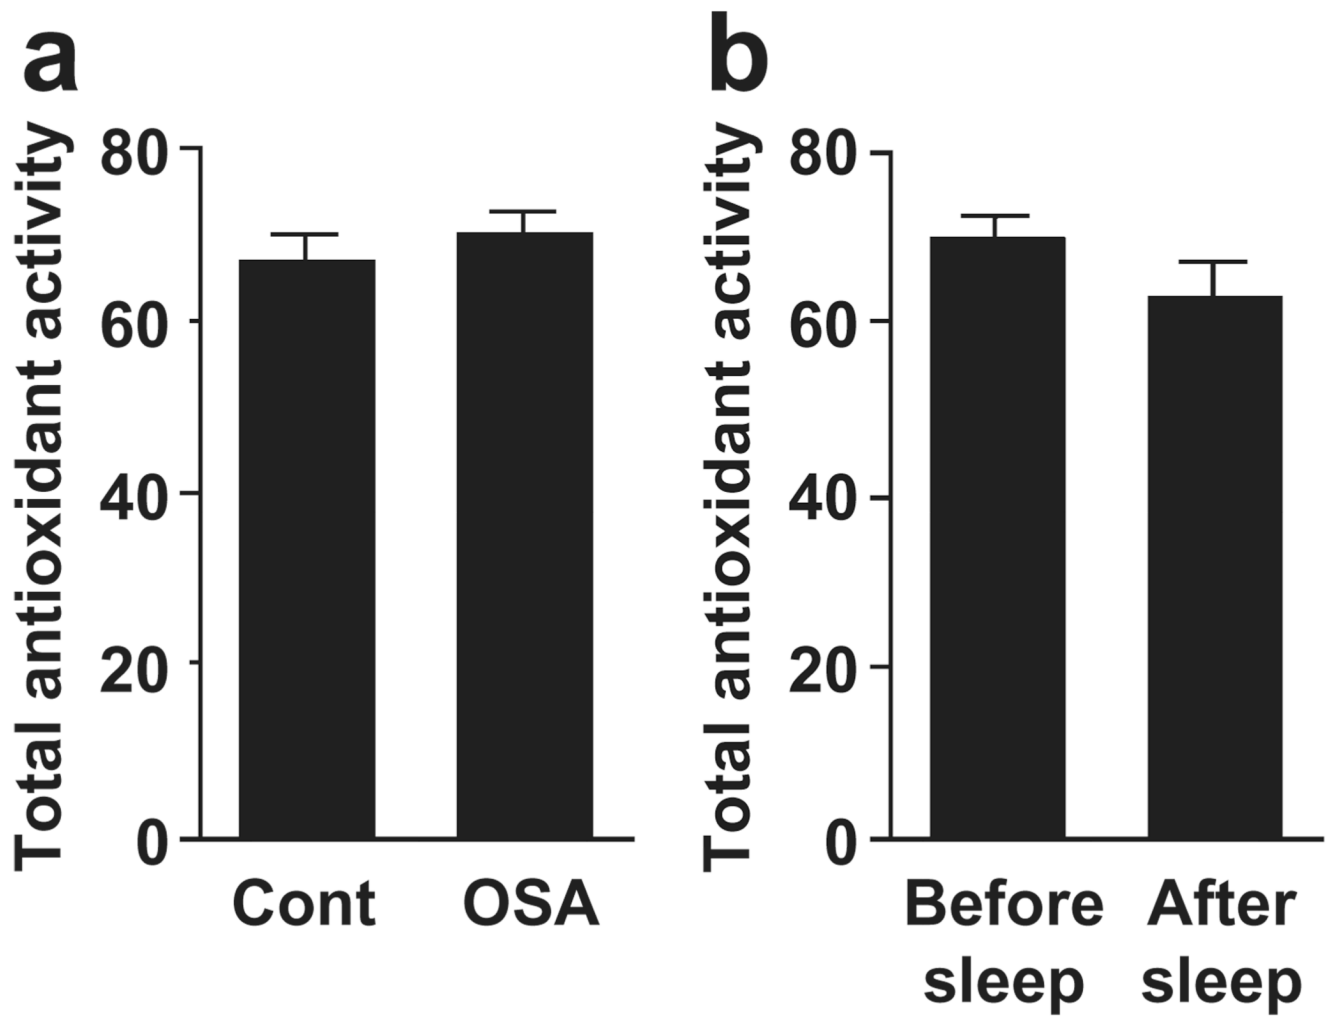 a
Total antioxidant activity
80
60
40
20
0
Cont
OSA
b
Total antioxidant activity
80
60
40
20
0
Before
sleep
After
sleep